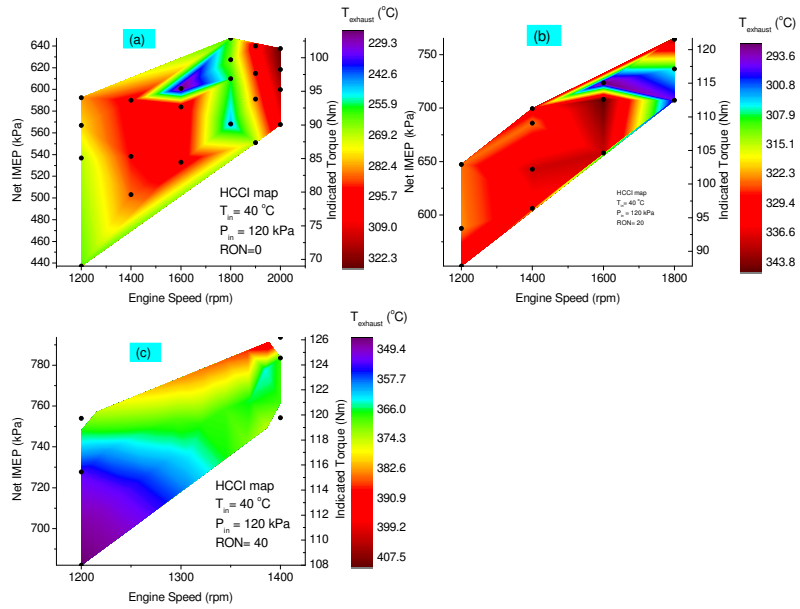 T_exhaust (°C)
(a)
Net IMEP (kPa)
640
620
600
580
560
540
520
500
480
460
440
1200 1400 1600 1800 2000
Engine Speed (rpm)
HCCI map
T_in= 40 °C
P_in = 120 kPa
RON=0
100
95
90
85
80
75
70
Indicated Torque (Nm)
229.3
242.6
255.9
269.1
282.4
295.7
309.0
322.3
T_exhaust (°C)
(b)
Net IMEP (kPa)
750
700
650
600
1200 1400 1600 1800
Engine Speed (rpm)
HCCI map
T_in= 40 °C
P_in = 120 kPa
RON= 20
120
115
110
105
100
95
90
Indicated Torque (Nm)
293.6
300.8
307.9
315.1
322.3
329.4
336.6
343.8
T_exhaust (°C)
(c)
Net IMEP (kPa)
780
760
740
720
700
1200 1300 1400
Engine Speed (rpm)
HCCI map
T_in= 40 °C
P_in = 120 kPa
RON= 40
126
124
122
120
118
116
114
112
110
108
Indicated Torque (Nm)
349.4
357.7
366.0
374.3
382.6
390.9
399.2
407.5